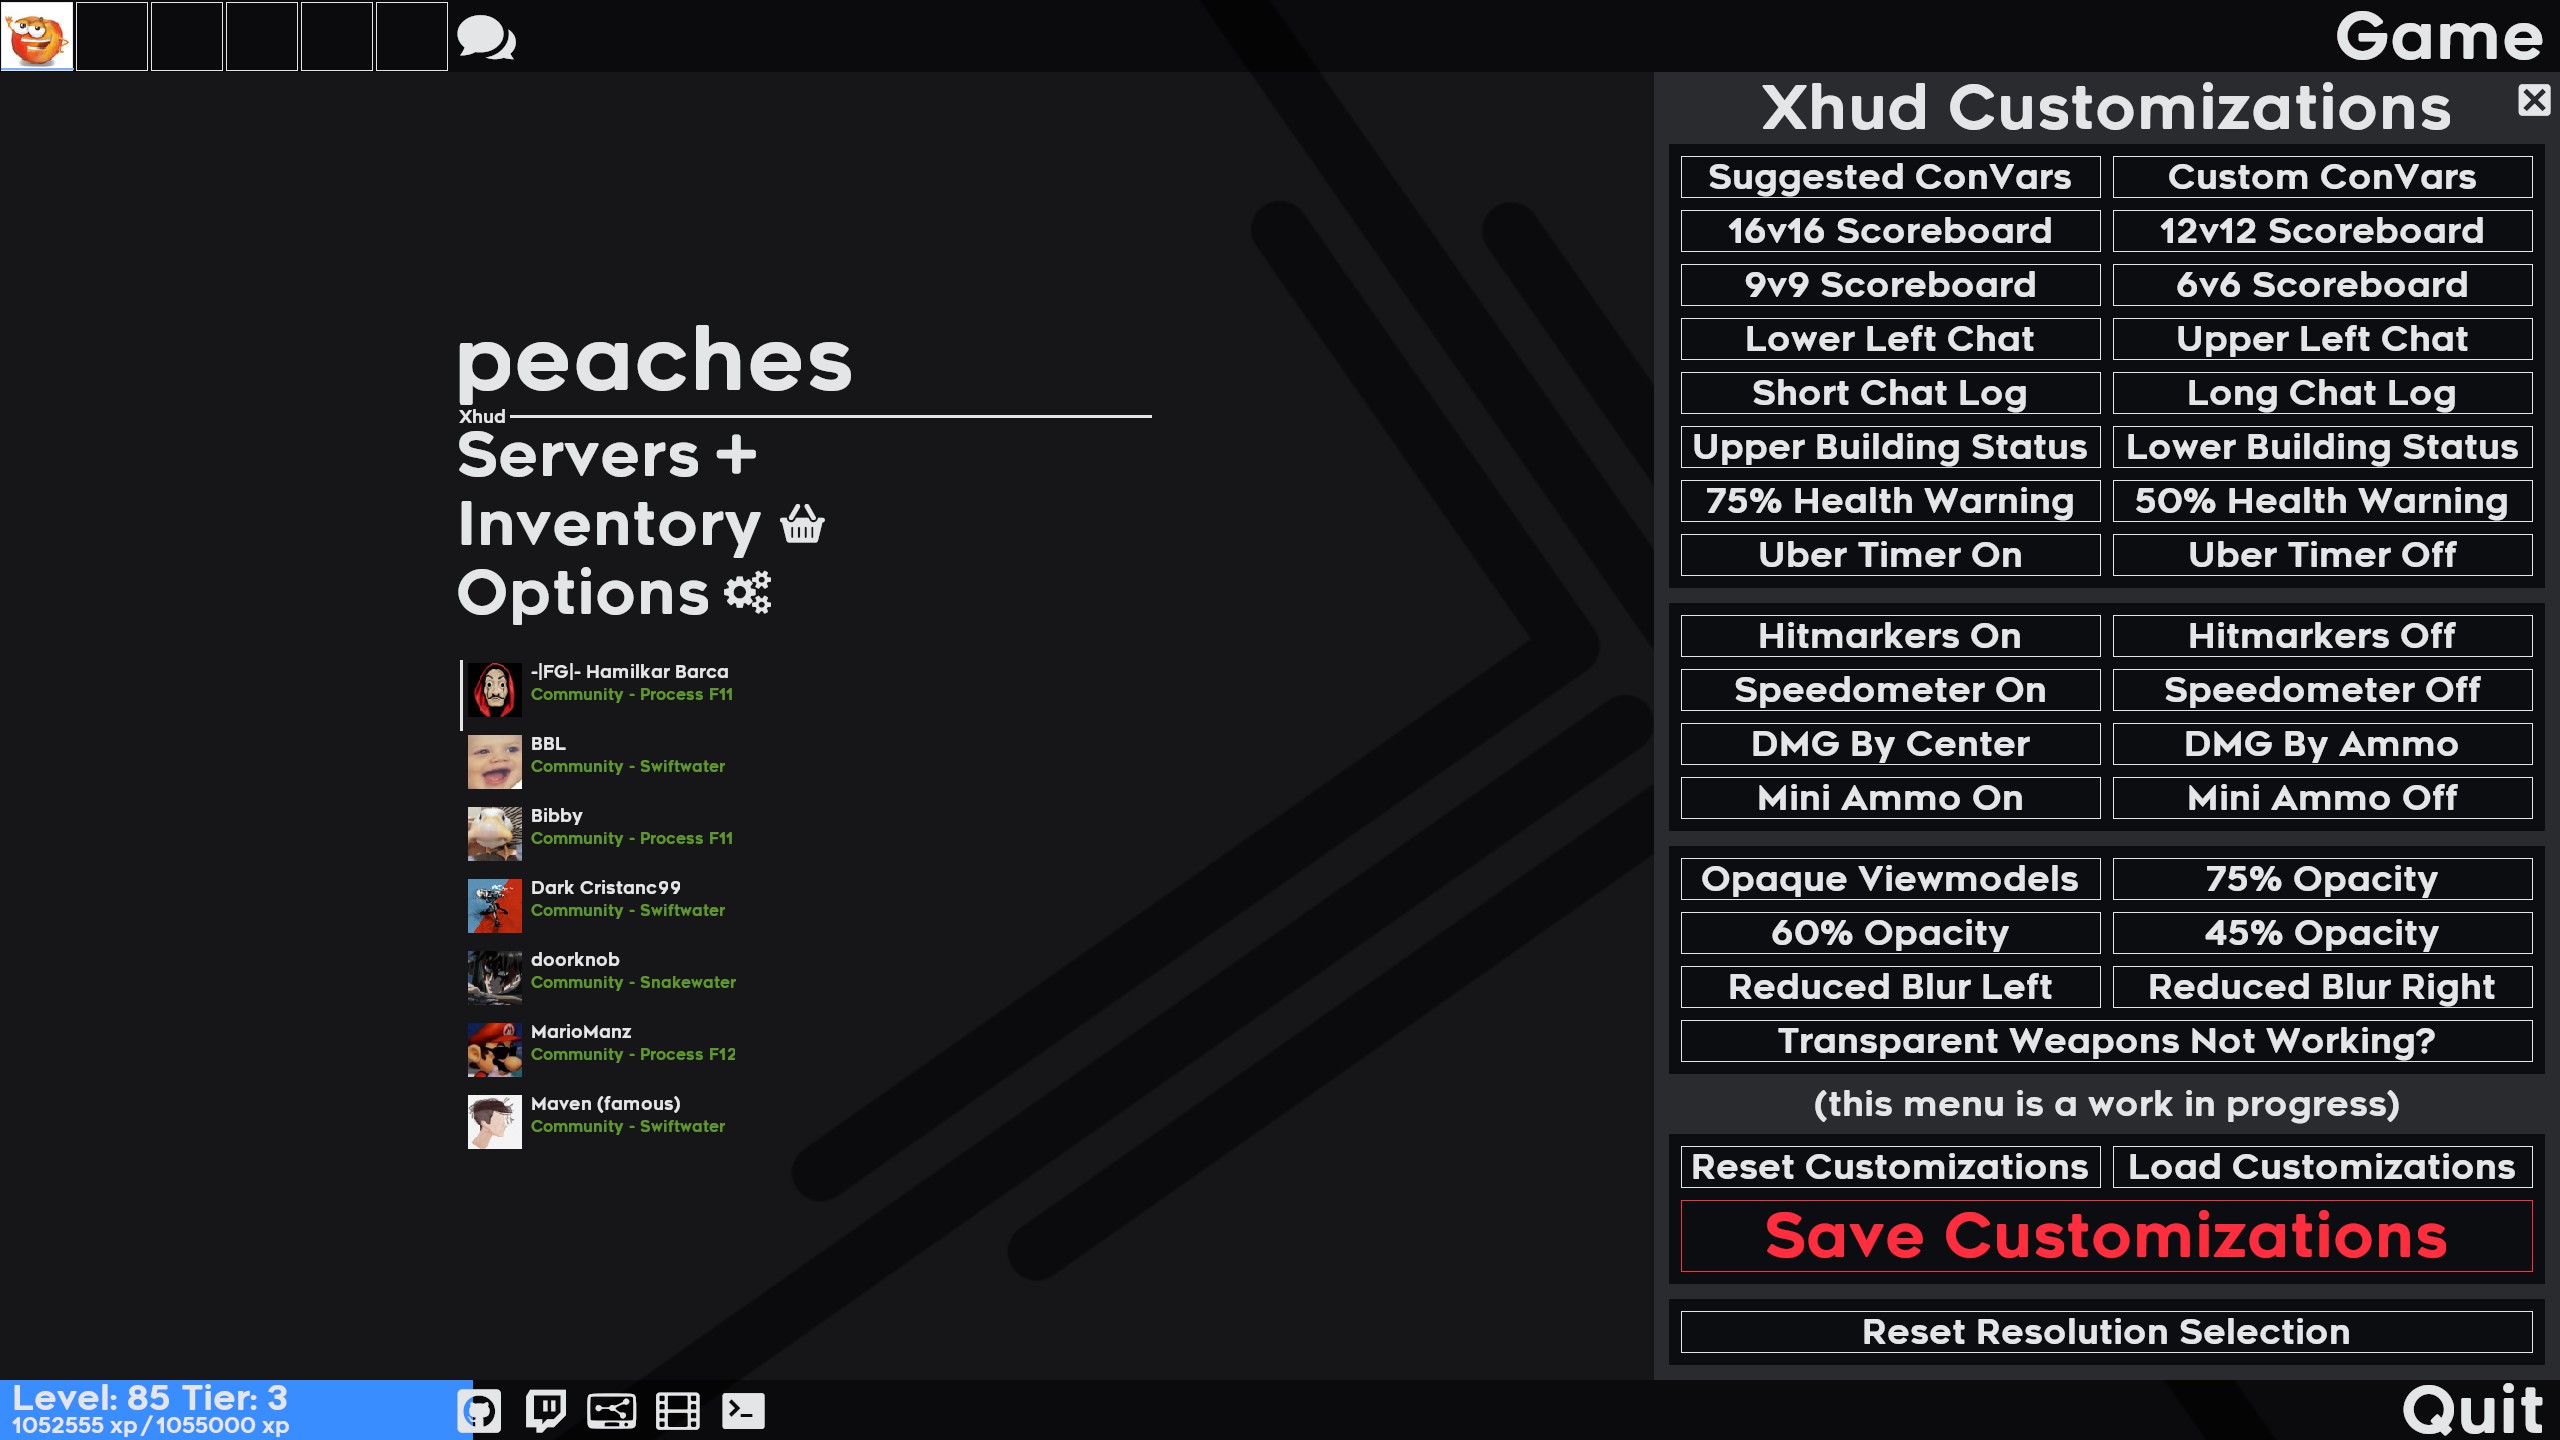 Game
peaches
Xhud
Servers +
Inventory
Options
-|FG|- Hamilkar Barca
Community - Process F11
BBL
Community - Swiftwater
Bibby
Community - Process F11
Dark Cristanc99
Community - Swiftwater
doorknob
Community - Snakewater
MarioManz
Community - Process F12
Maven (famous)
Community - Swiftwater
Xhud Customizations
Suggested ConVars
Custom ConVars
16v16 Scoreboard
12v12 Scoreboard
9v9 Scoreboard
6v6 Scoreboard
Lower Left Chat
Upper Left Chat
Short Chat Log
Long Chat Log
Upper Building Status
Lower Building Status
75% Health Warning
50% Health Warning
Uber Timer On
Uber Timer Off
Hitmarkers On
Hitmarkers Off
Speedometer On
Speedometer Off
DMG By Center
DMG By Ammo
Mini Ammo On
Mini Ammo Off
Opaque Viewmodels
75% Opacity
60% Opacity
45% Opacity
Reduced Blur Left
Reduced Blur Right
Transparent Weapons Not Working?
(this menu is a work in progress)
Reset Customizations
Load Customizations
Save Customizations
Reset Resolution Selection
Level: 85 Tier: 3
1052555 xp / 1055000 xp
Quit